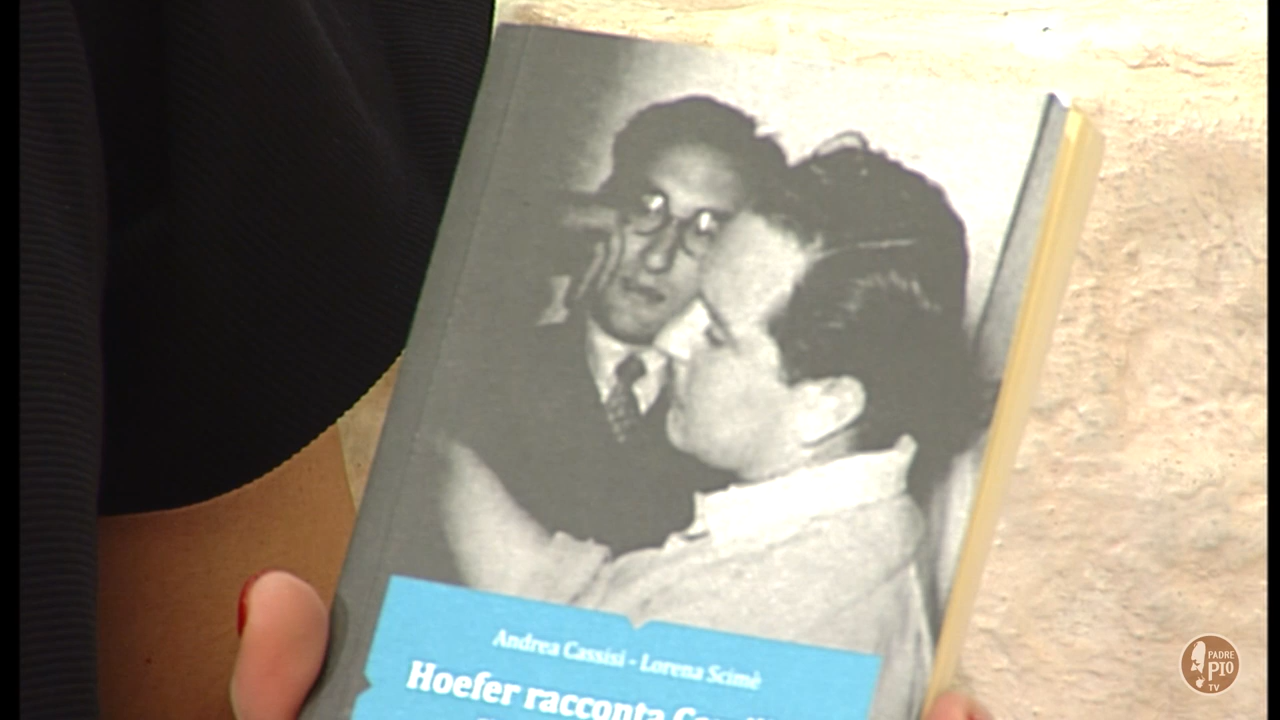 Andrea Cassisi - Lorena Scimè
Hoefer racconta
PADRE
PIO
TV